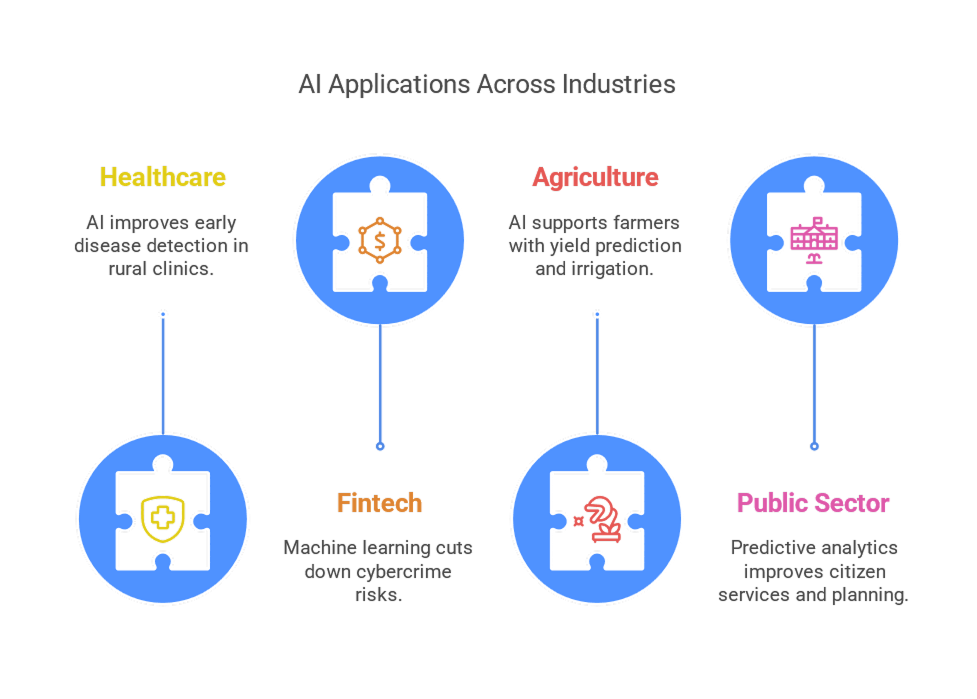 AI Applications Across Industries
Healthcare
AI improves early
disease detection in
rural clinics.
$
Fintech
Machine learning cuts
down cybercrime
risks.
Agriculture
AI supports farmers
with yield prediction
and irrigation.
Public Sector
Predictive analytics
improves citizen
services and planning.